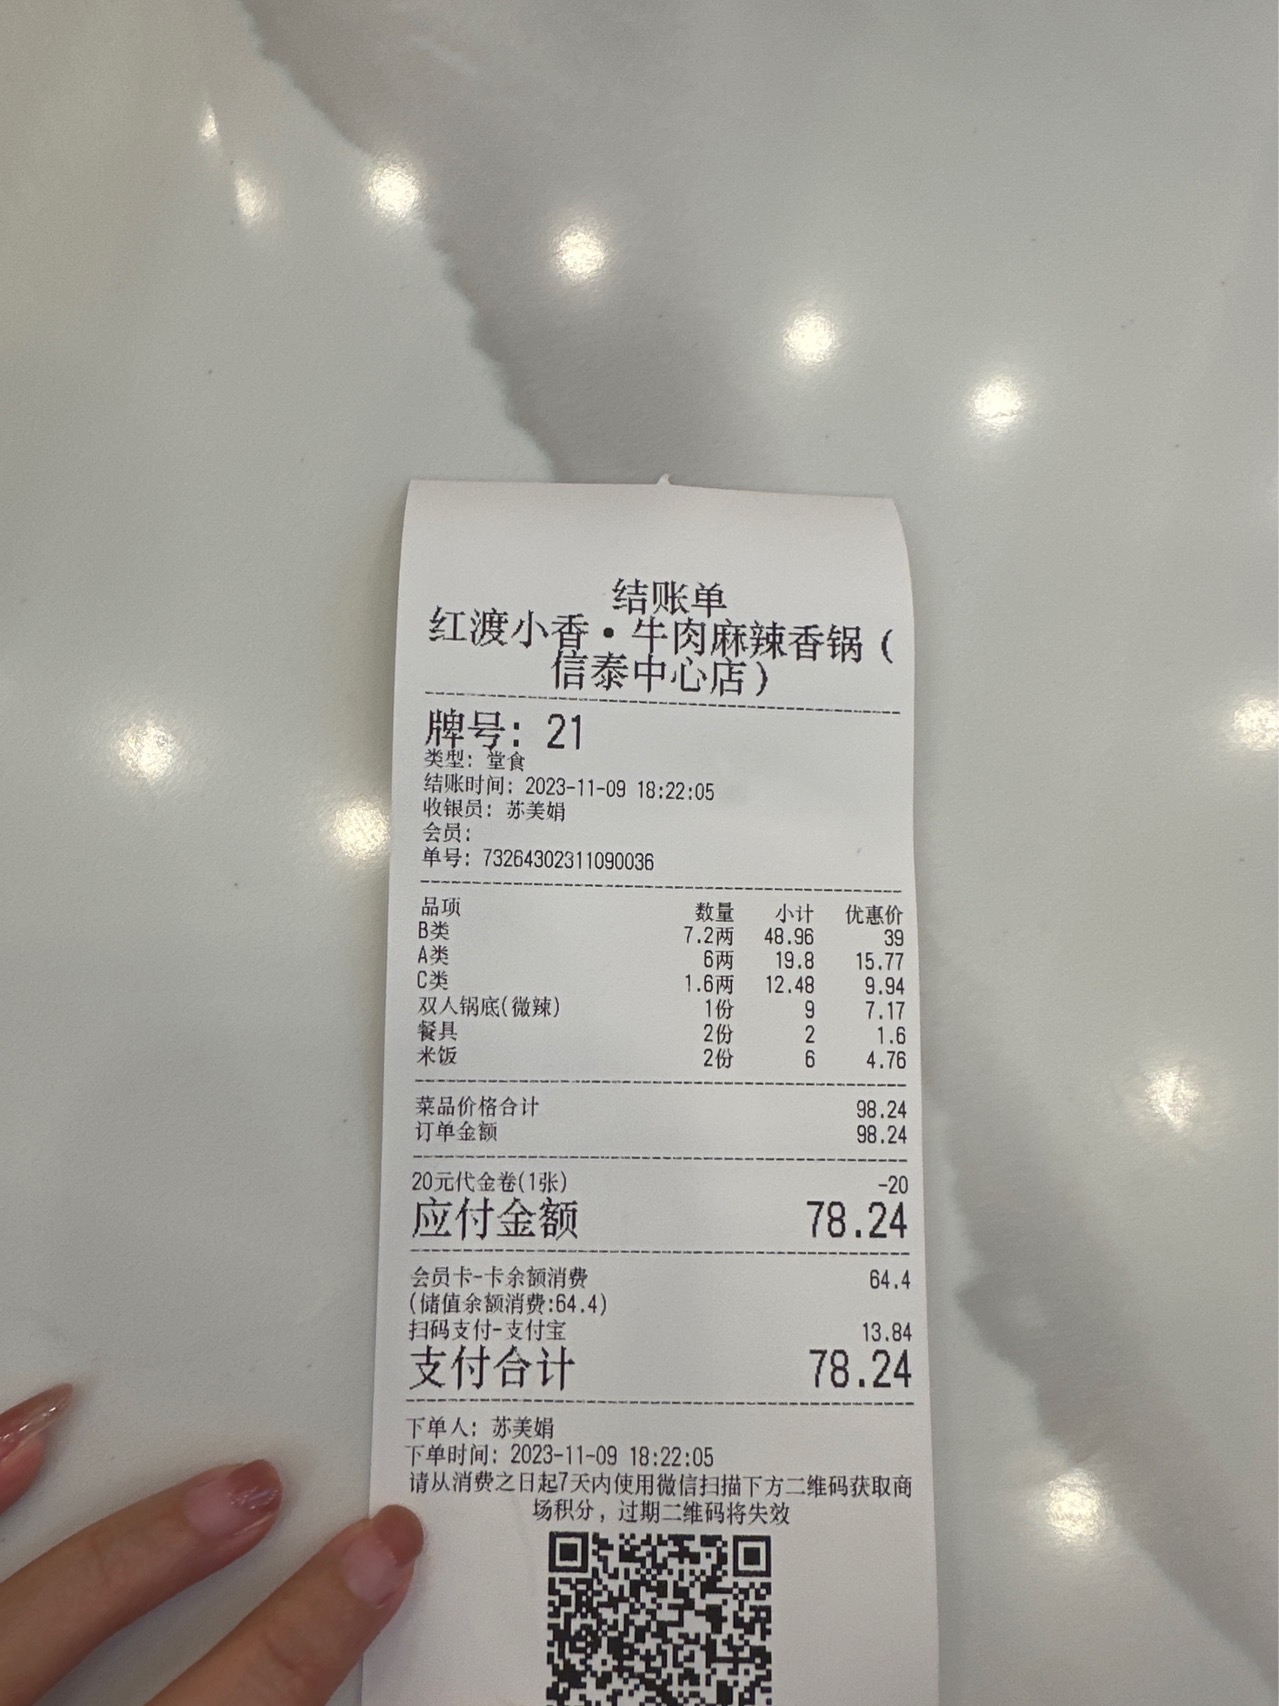 结账单
红渡小香·牛肉麻辣香锅（
信泰中心店）
牌号：21
类型：堂食
结账时间：2023-11-09 18:22:05
收银员：苏美娟
会员：
单号：73264302311090036
品项 数量 小计 优惠价
B类 7.2两 48.96 39
A类 6两 19.8 15.77
C类 1.6两 12.48 9.94
双人锅底(微辣) 1份 9 7.17
餐具 2份 2 1.6
米饭 2份 6 4.76
菜品价格合计 98.24
订单金额 98.24
20元代金卷(1张) -20
应付金额 78.24
会员卡-卡余额消费 64.4
(储值余额消费:64.4)
扫码支付-支付宝 13.84
支付合计 78.24
下单人：苏美娟
下单时间：2023-11-09 18:22:05
请从消费之日起7天内使用微信扫描下方二维码获取商
场积分，过期二维码将失效